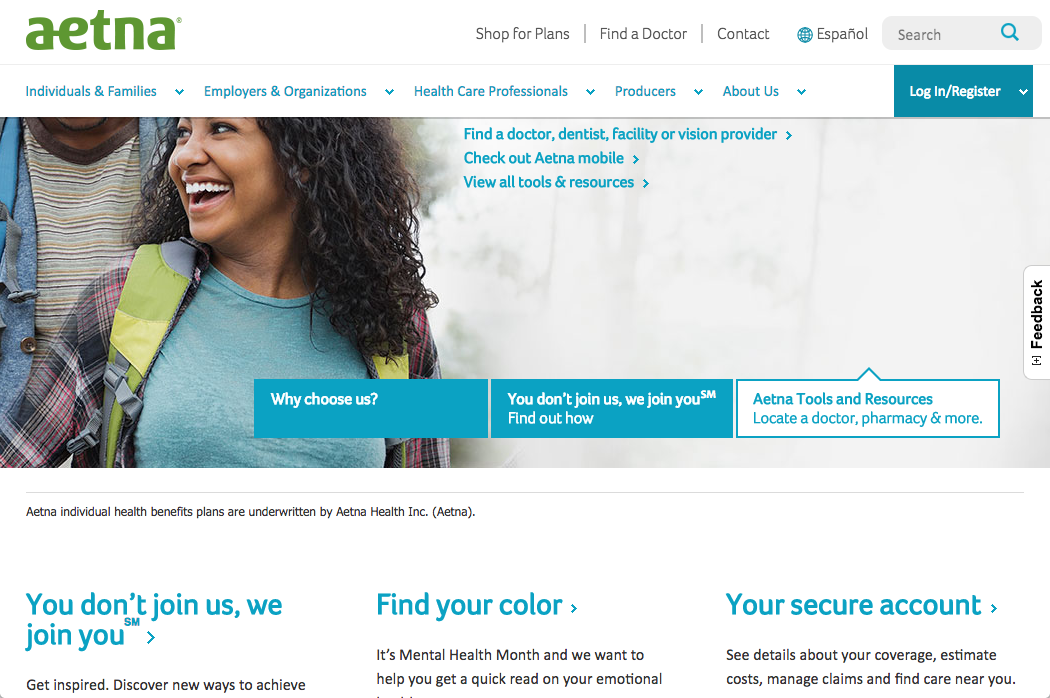 aetna®
Shop for Plans | Find a Doctor | Contact Español Search
Individuals & Families Employers & Organizations Health Care Professionals Producers About Us Log In/Register
Find a doctor, dentist, facility or vision provider
Check out Aetna mobile
View all tools & resources
[+] Feedback
Why choose us?
You don’t join us, we join you℠
Find out how
Aetna Tools and Resources
Locate a doctor, pharmacy & more.
Aetna individual health benefits plans are underwritten by Aetna Health Inc. (Aetna).
You don’t join us, we
join you℠ ›
Get inspired. Discover new ways to achieve
Find your color ›
It’s Mental Health Month and we want to
help you get a quick read on your emotional
Your secure account ›
See details about your coverage, estimate
costs, manage claims and find care near you.